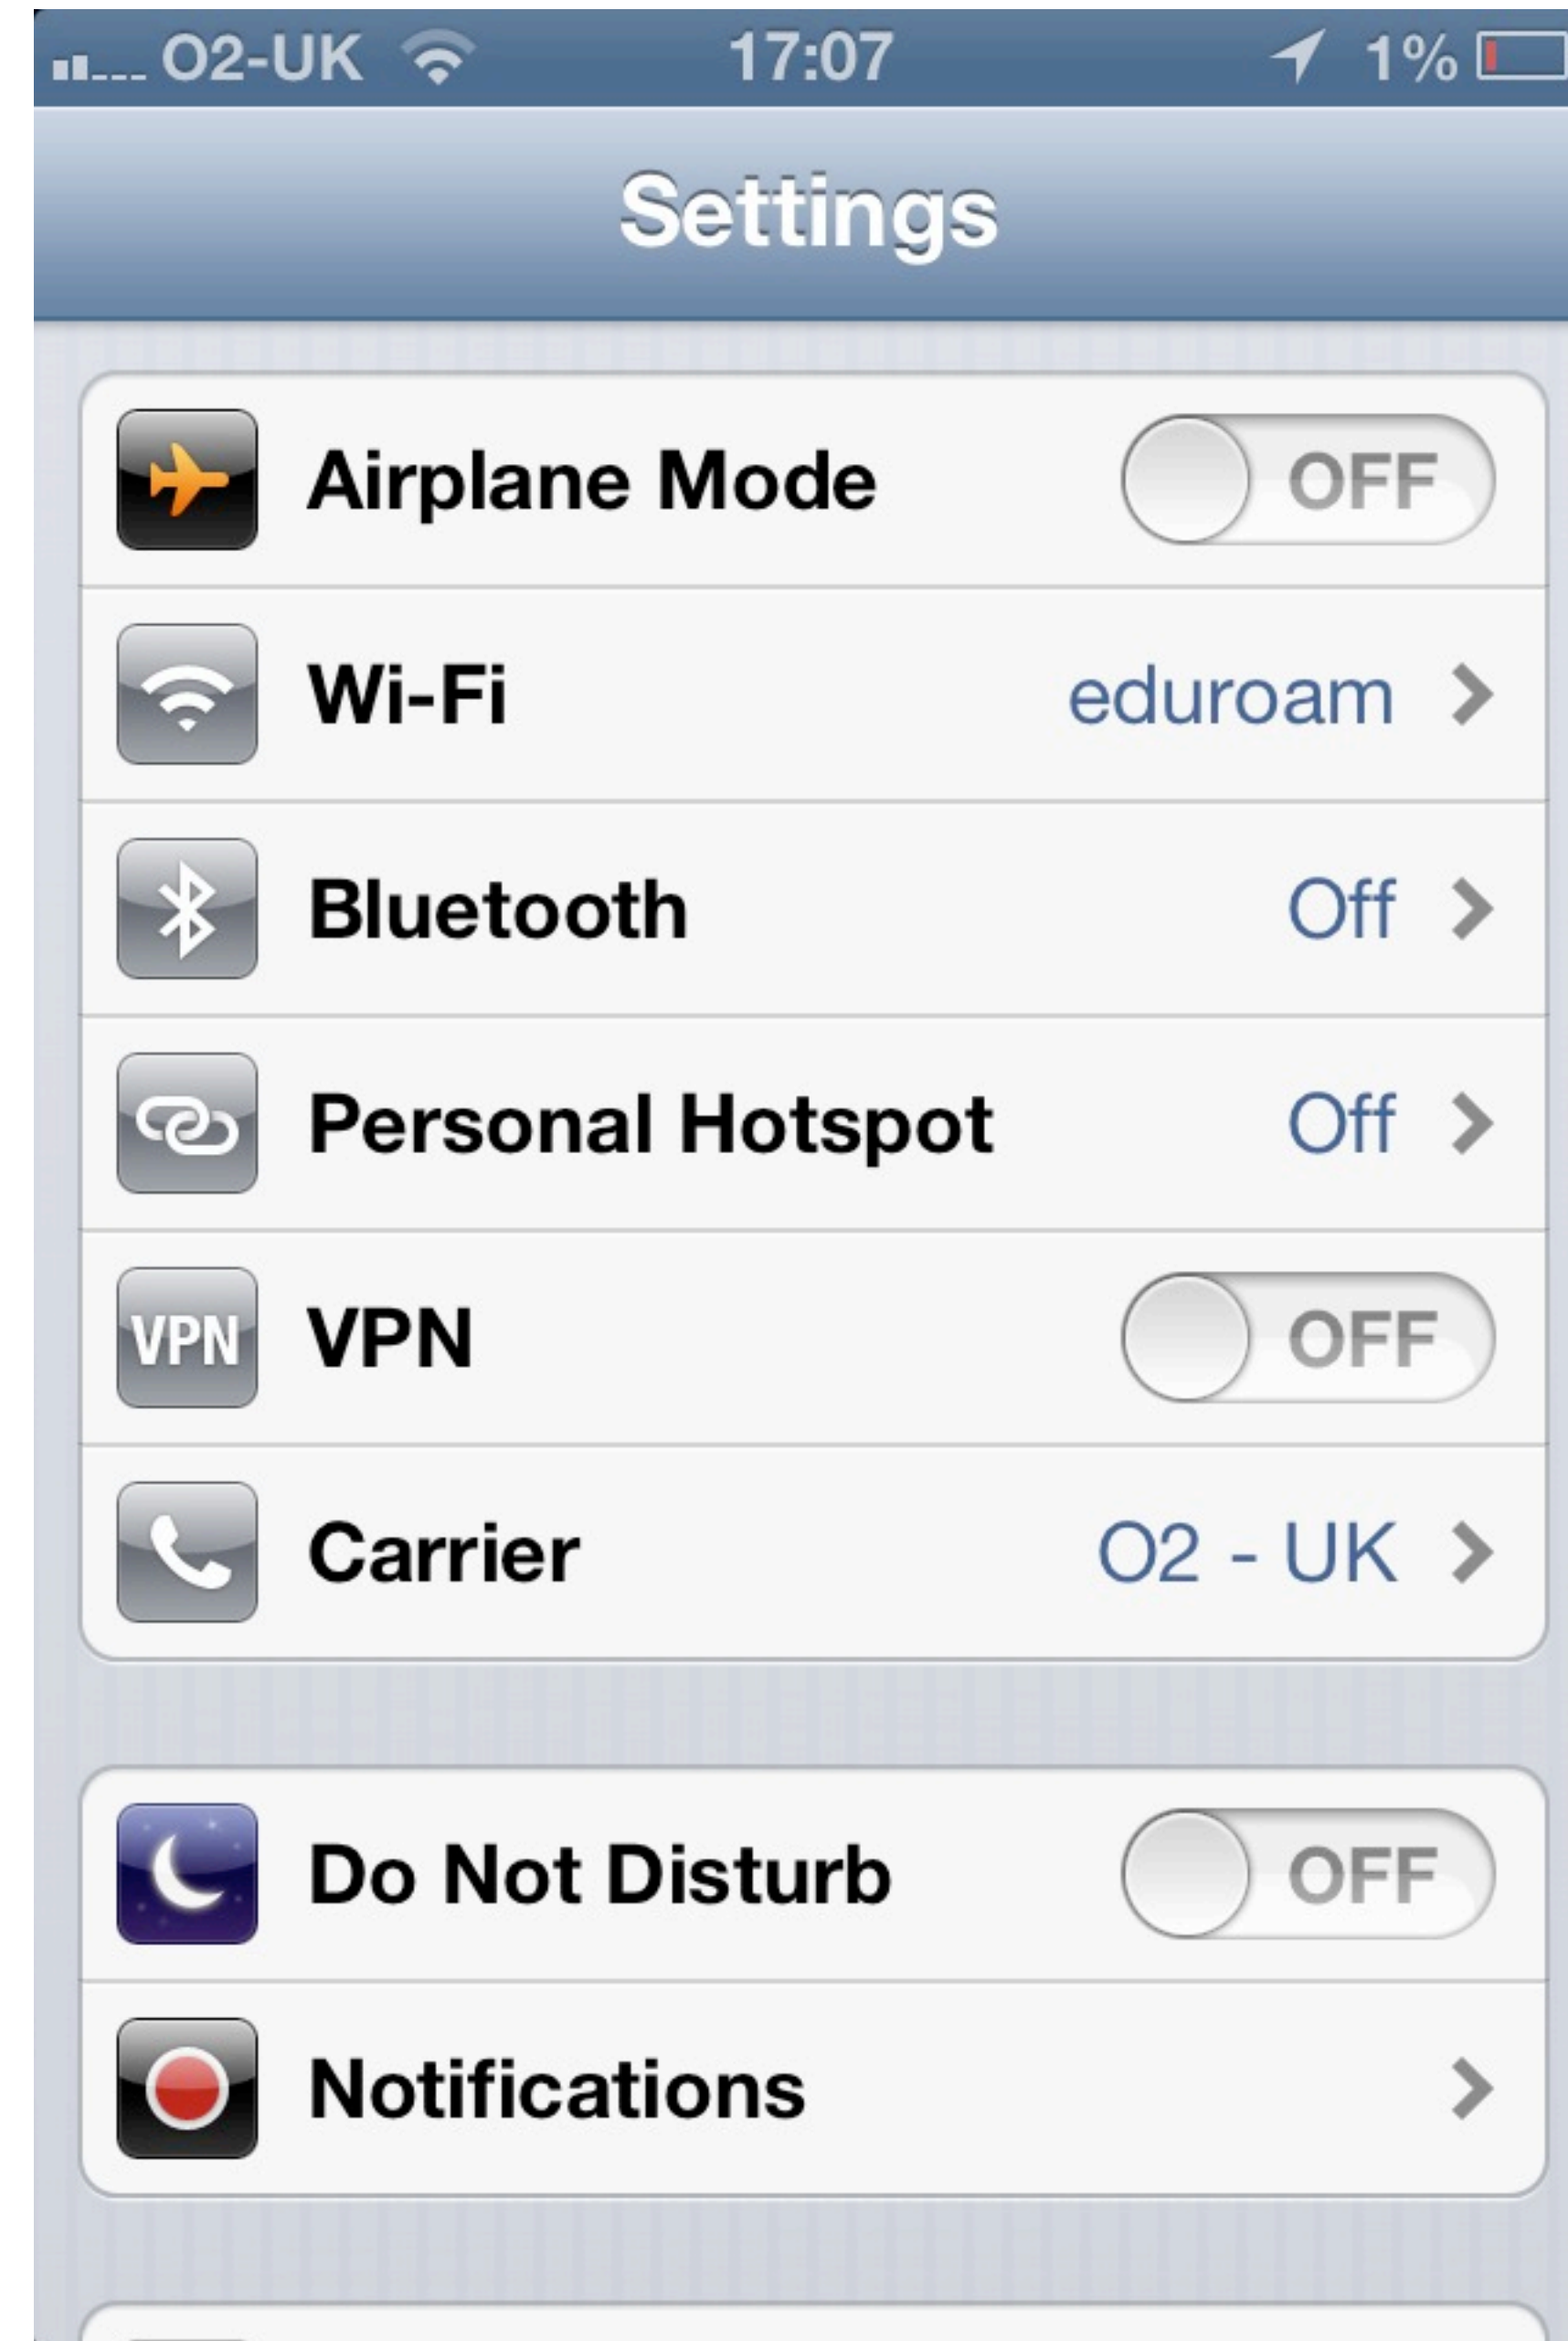 O2-UK 17:07 1%
Settings
Airplane Mode OFF
Wi-Fi eduroam
Bluetooth Off
Personal Hotspot Off
VPN VPN OFF
Carrier O2 - UK
Do Not Disturb OFF
Notifications